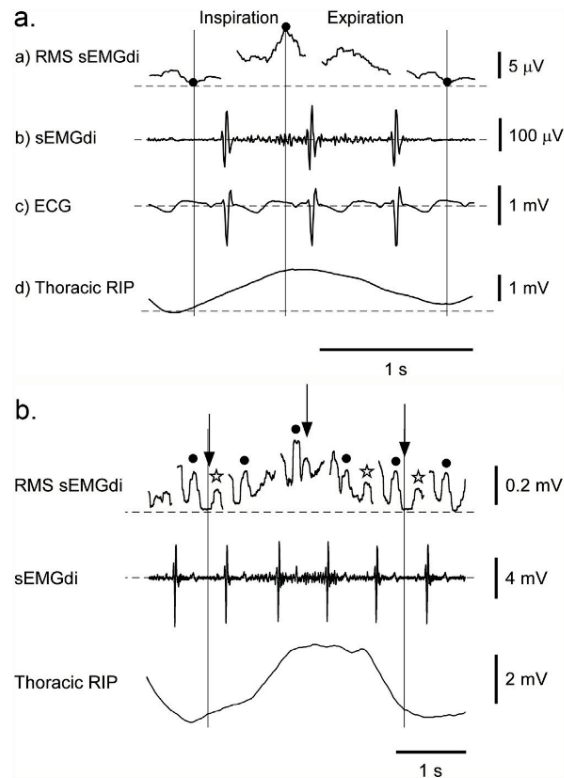 a.
Inspiration Expiration
a) RMS sEMGdi
5 μV
b) sEMGdi
100 μV
c) ECG
1 mV
d) Thoracic RIP
1 mV
1 s
b.
RMS sEMGdi
0.2 mV
sEMGdi
4 mV
Thoracic RIP
2 mV
1 s